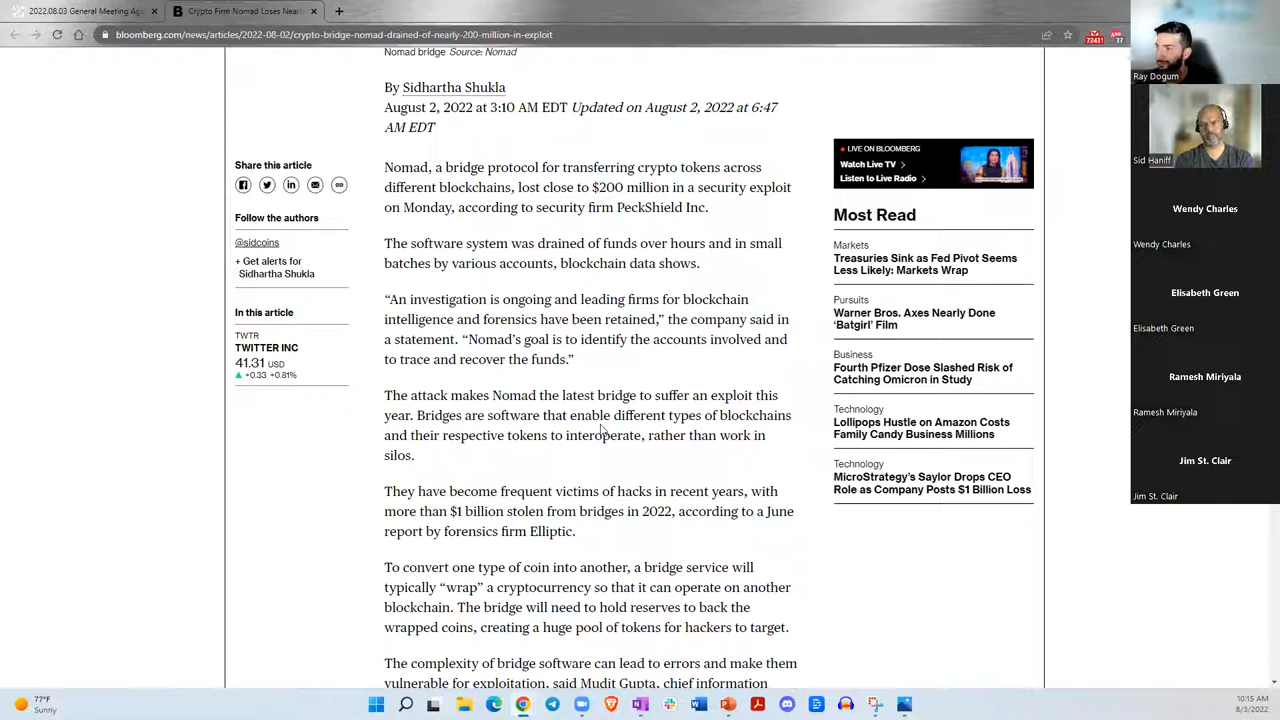 2022.08.03 General Meeting Age
Crypto Firm Nomad Loses Near
bloomberg.com/news/articles/2022-08-02/crypto-bridge-nomad-drained-of-nearly-200-million-in-exploit
72431
37
Nomad bridge Source: Nomad
By Sidhartha Shukla
August 2, 2022 at 3:10 AM EDT Updated on August 2, 2022 at 6:47
AM EDT
Share this article
Follow the authors
@sidcoins
+ Get alerts for
Sidhartha Shukla
In this article
TWTR
TWITTER INC
41.31 USD
+0.33 +0.81%
Nomad, a bridge protocol for transferring crypto tokens across
different blockchains, lost close to $200 million in a security exploit
on Monday, according to security firm PeckShield Inc.
The software system was drained of funds over hours and in small
batches by various accounts, blockchain data shows.
“An investigation is ongoing and leading firms for blockchain
intelligence and forensics have been retained,” the company said in
a statement. “Nomad’s goal is to identify the accounts involved and
to trace and recover the funds.”
The attack makes Nomad the latest bridge to suffer an exploit this
year. Bridges are software that enable different types of blockchains
and their respective tokens to interoperate, rather than work in
silos.
They have become frequent victims of hacks in recent years, with
more than $1 billion stolen from bridges in 2022, according to a June
report by forensics firm Elliptic.
To convert one type of coin into another, a bridge service will
typically “wrap” a cryptocurrency so that it can operate on another
blockchain. The bridge will need to hold reserves to back the
wrapped coins, creating a huge pool of tokens for hackers to target.
The complexity of bridge software can lead to errors and make them
vulnerable for exploitation, said Mudit Gupta, chief information
LIVE ON BLOOMBERG
Watch Live TV
Listen to Live Radio
Most Read
Markets
Treasuries Sink as Fed Pivot Seems
Less Likely: Markets Wrap
Pursuits
Warner Bros. Axes Nearly Done
‘Batgirl’ Film
Business
Fourth Pfizer Dose Slashed Risk of
Catching Omicron in Study
Technology
Lollipops Hustle on Amazon Costs
Family Candy Business Millions
Technology
MicroStrategy’s Saylor Drops CEO
Role as Company Posts $1 Billion Loss
Ray Dogum
Sid Haniff
Wendy Charles
Wendy Charles
Elisabeth Green
Elisabeth Green
Ramesh Miriyala
Ramesh Miriyala
Jim St. Clair
Jim St. Clair
77°F
Sunny
10:15 AM
8/3/2022